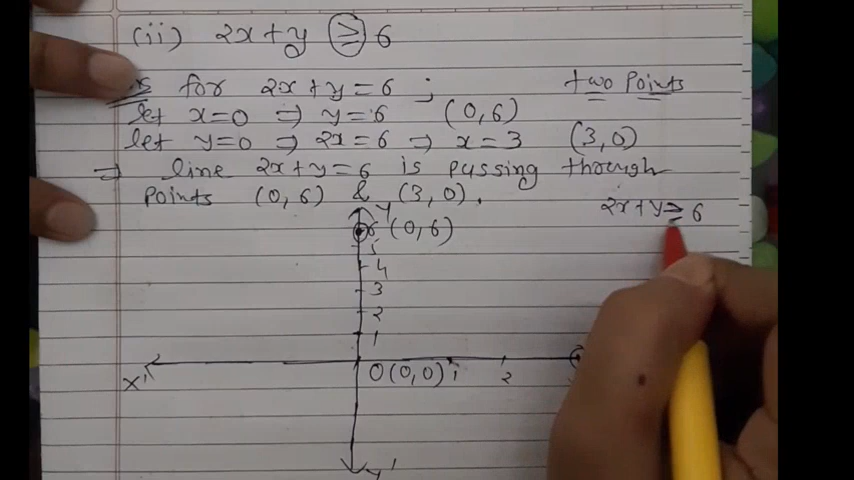 (ii) 2x+y ≥ 6
for 2x+y=6 ; two points
let x=0 ⇒ y=6 (0,6)
let y=0 ⇒ 2x=6 ⇒ x=3 (3,0)
⇒ line 2x+y=6 is passing through
points (0,6) & (3,0).
2x+y≥6
Y
6 (0,6)
5
4
3
2
1
X' O(0,0) 1 2
Y'